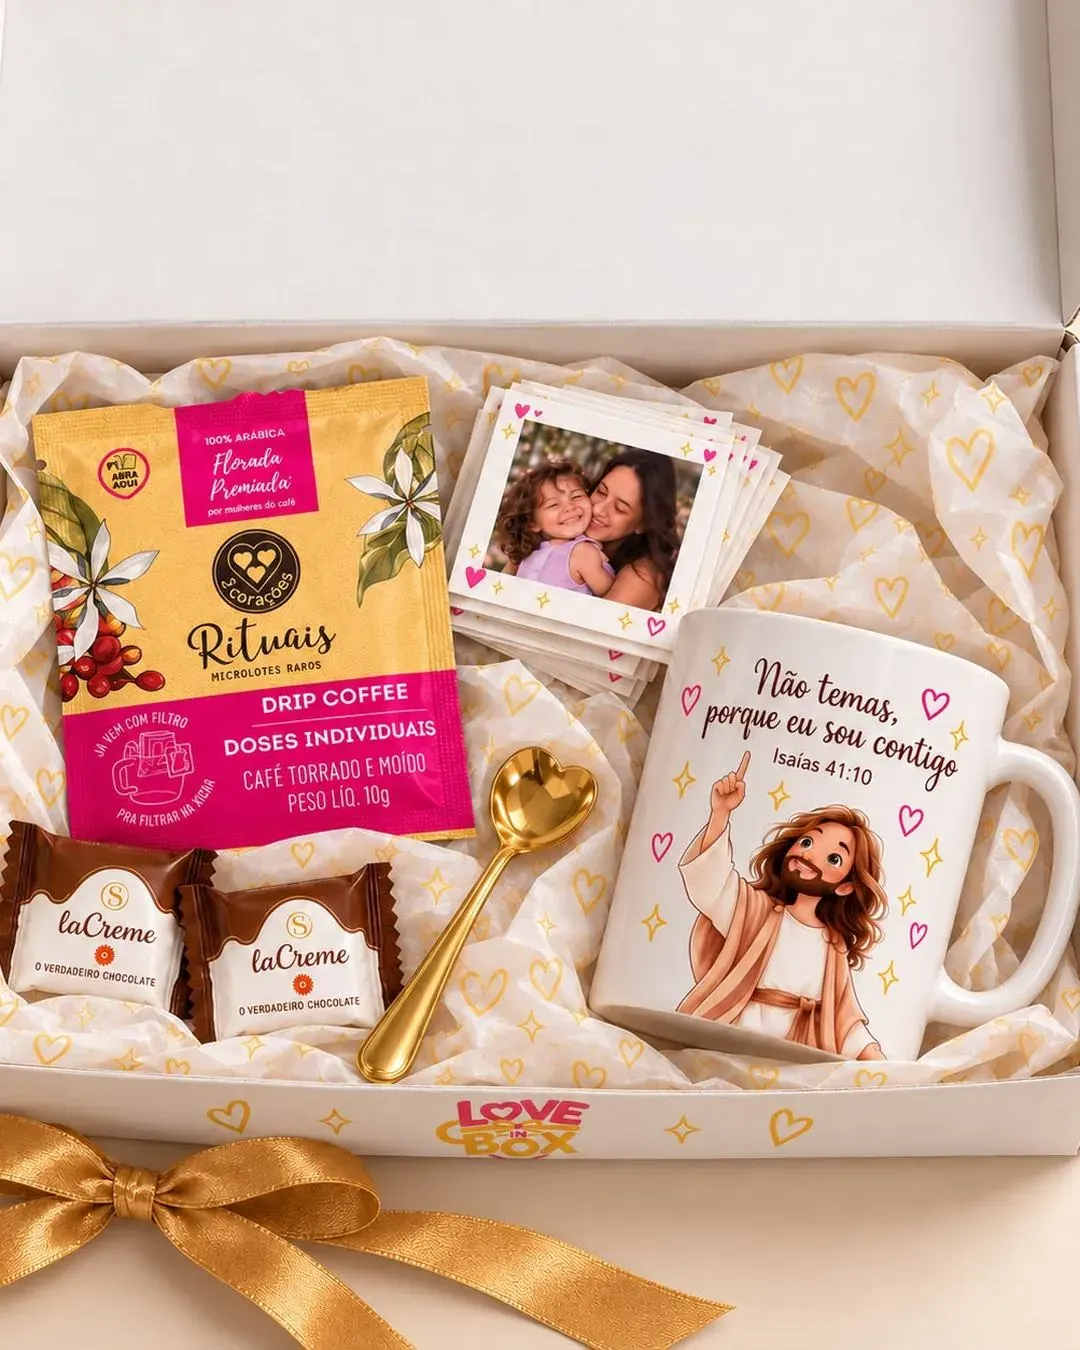 100% ARÁBICA
Florada
Premiada
por mulheres do café
ABRA
AQUI
3 corações
Rituais
MICROLOTES RAROS
DRIP COFFEE
DOSES INDIVIDUAIS
CAFÉ TORRADO E MOÍDO
PESO LÍQ. 10g
JÁ VEM COM FILTRO
PRA FILTRAR NA XÍCARA
Não temas,
porque eu sou contigo
Isaías 41:10
S
laCreme
O VERDADEIRO CHOCOLATE
S
laCreme
O VERDADEIRO CHOCOLATE
LOVE
IN
BOX